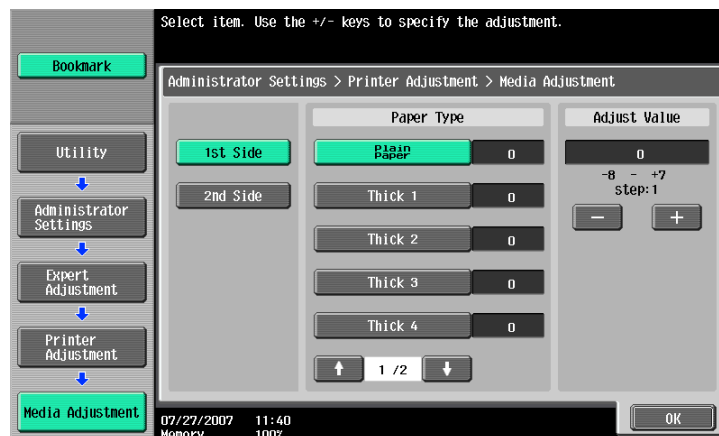 Select item. Use the +/- keys to specify the adjustment.
Bookmark
Administrator Settings > Printer Adjustment > Media Adjustment
Utility
Administrator
Settings
Expert
Adjustment
Printer
Adjustment
Media Adjustment
1st Side
2nd Side
Paper Type
Plain
Paper
0
Thick 1
0
Thick 2
0
Thick 3
0
Thick 4
0
1 /2
Adjust Value
0
-8 - +7
step:1
− +
07/27/2007 11:40
Memory 100%
OK